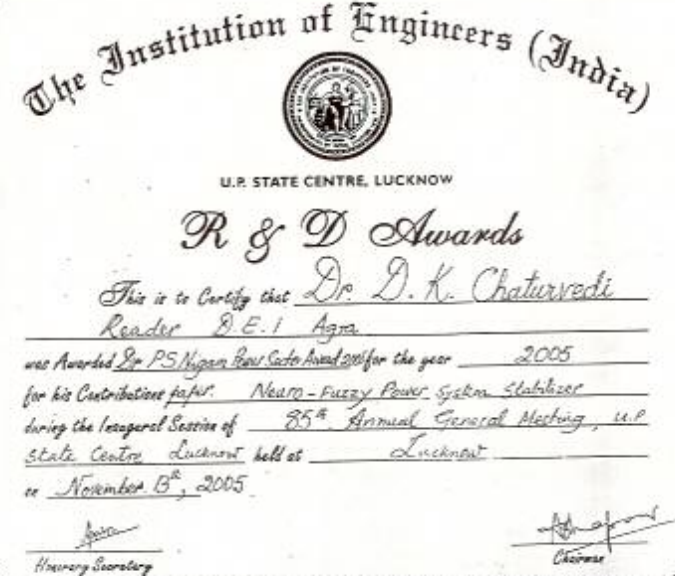 The Institution of Engineers (India)
U.P. STATE CENTRE, LUCKNOW
R & D Awards
This is to Certify that Dr. D. K. Chaturvedi
Reader D.E.I Agra
was Awarded Dr PS Nigam Power Sector Award 2005 for the year 2005
for his Contributions paper. Neuro-Fuzzy Power System Stabilizer
during the Inaugural Session of 85th Annual General Meeting, U.P
State Centre Lucknow held at Lucknow
on November 13th, 2005
Honorary Secretary
Chairman